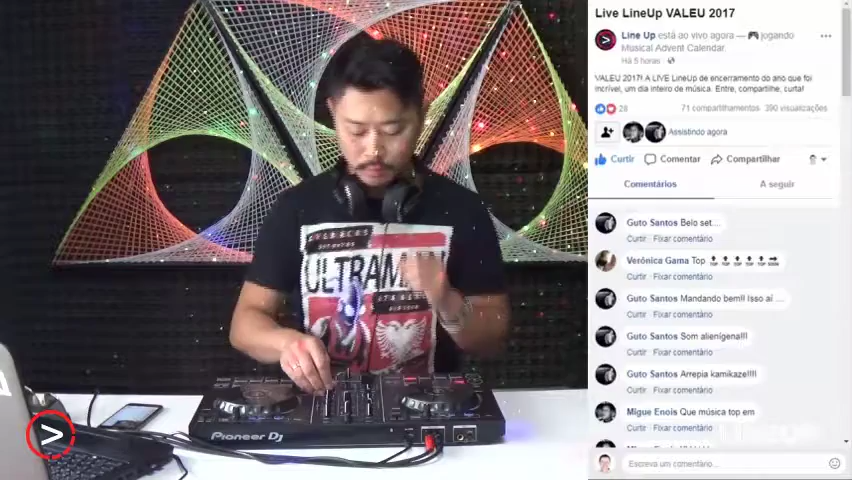 Live LineUp VALEU 2017
Line Up está ao vivo agora — 🎮 jogando
Musical Advent Calendar.
Há 5 horas
VALEU 2017! A LIVE LineUp de encerramento do ano que foi
incrível, um dia inteiro de música. Entre, compartilhe, curta!
28 71 compartilhamentos 390 visualizações
Assistindo agora
Curtir Comentar Compartilhar
Comentários A seguir
Guto Santos Belo set....
Curtir · Fixar comentário
Verônica Gama Top
Curtir · Fixar comentário
Guto Santos Mandando bem!! Isso aí ....
Curtir · Fixar comentário
Guto Santos Som alienígena!!!
Curtir · Fixar comentário
Guto Santos Arrepia kamikaze!!!!
Curtir · Fixar comentário
Migue Enois Que música top em
Curtir · Fixar comentário
Escreva um comentário...
ULTRAMAN
Pioneer Dj